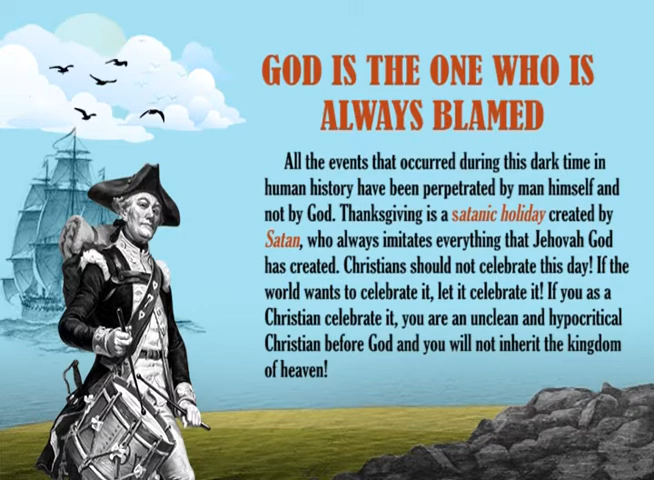 GOD IS THE ONE WHO IS
ALWAYS BLAMED
All the events that occurred during this dark time in
human history have been perpetrated by man himself and
not by God. Thanksgiving is a satanic holiday created by
Satan, who always imitates everything that Jehovah God
has created. Christians should not celebrate this day! If the
world wants to celebrate it, let it celebrate it! If you as a
Christian celebrate it, you are an unclean and hypocritical
Christian before God and you will not inherit the kingdom
of heaven!